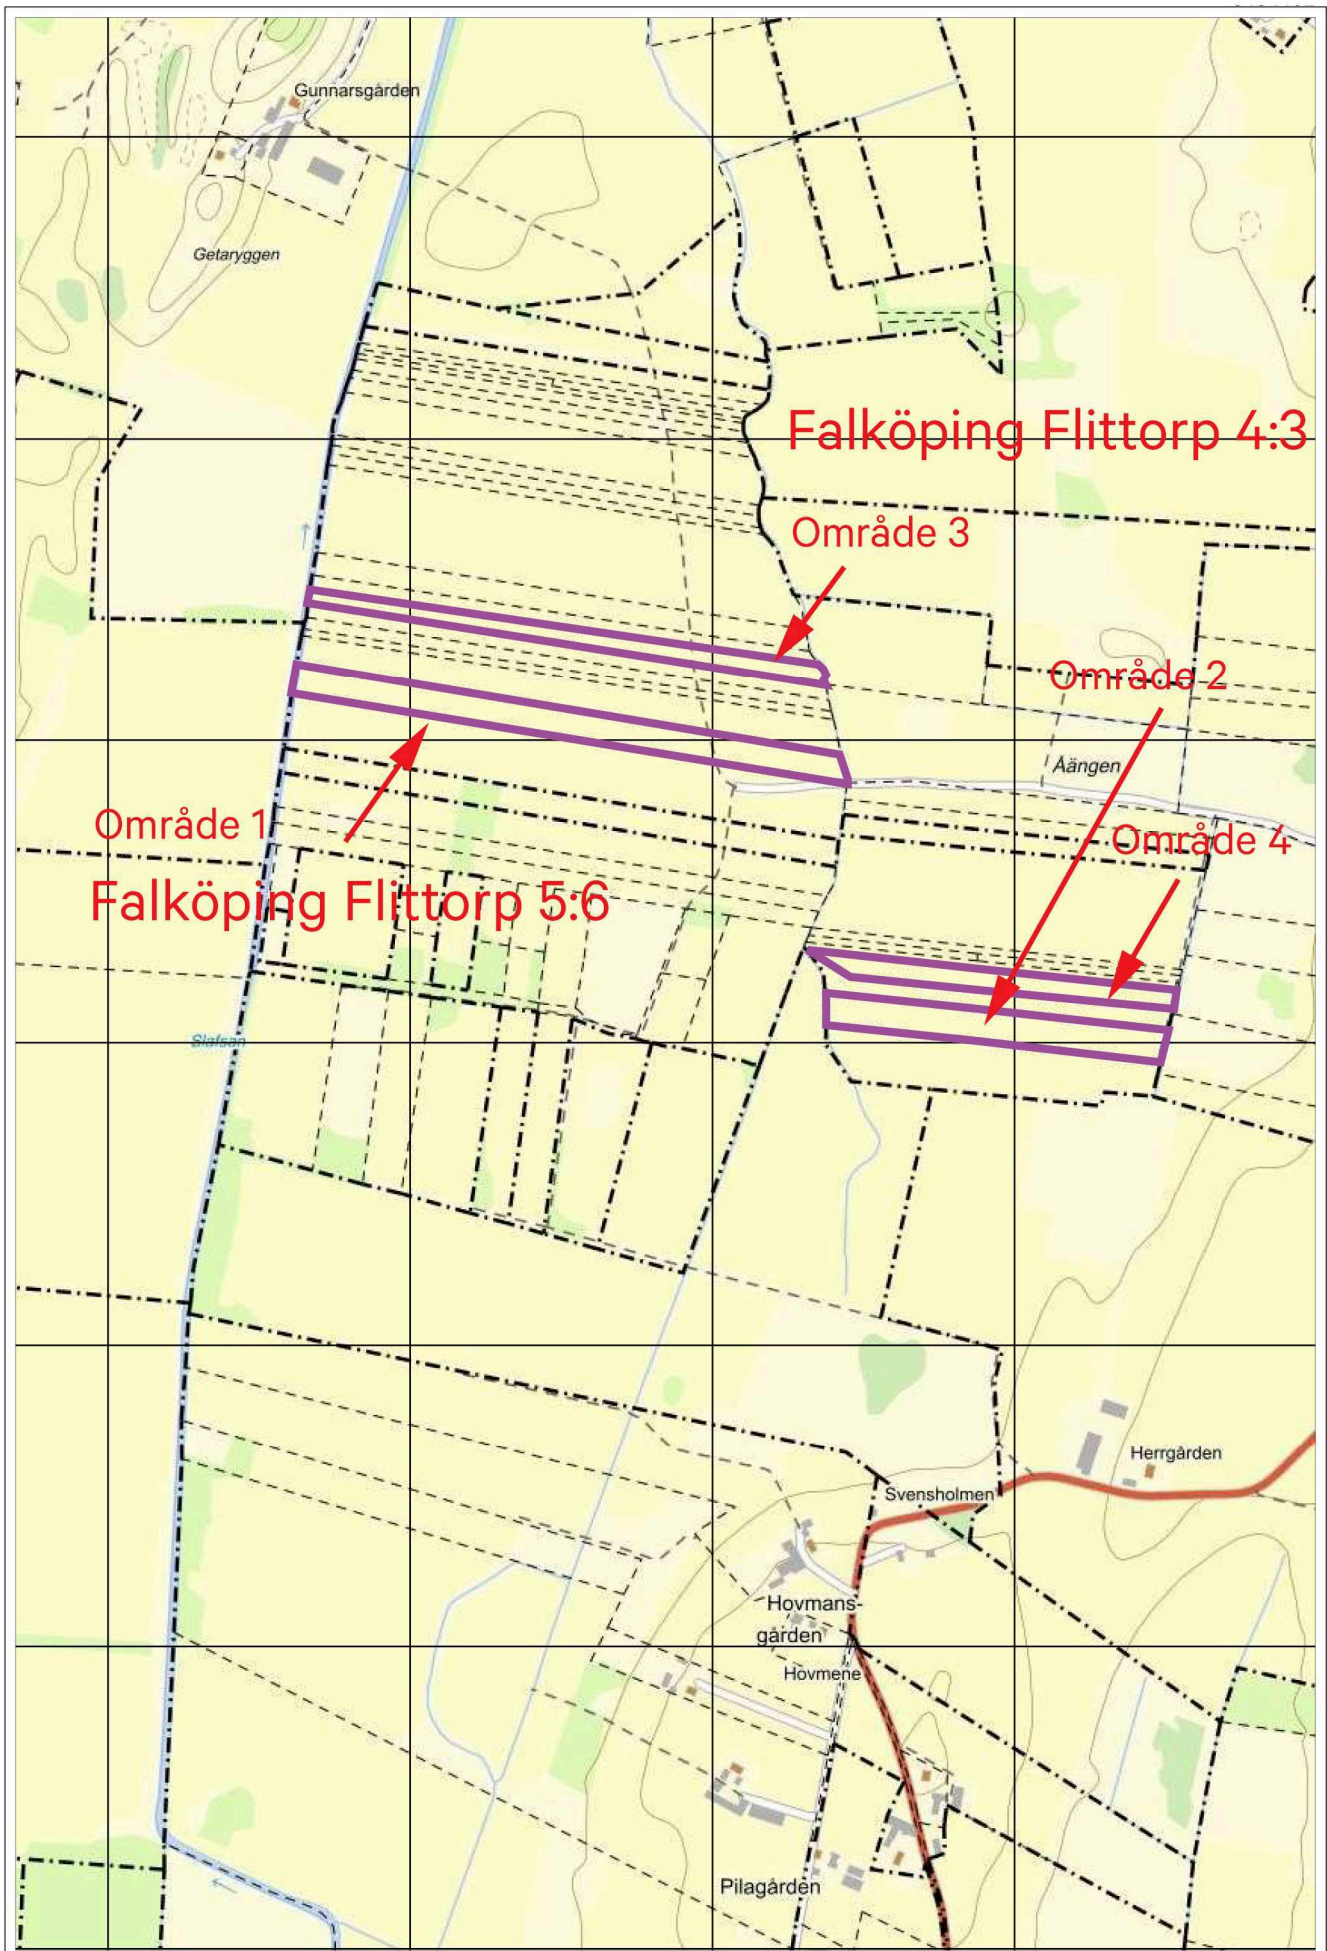 Gunnarsgården
Getaryggen
Falköping Flittorp 4:3
Område 3
Område 2
Åängen
Område 1
Område 4
Falköping Flittorp 5:6
Slafsan
Herrgården
Svensholmen
Hovmans-
gården
Hovmene
Pilagården